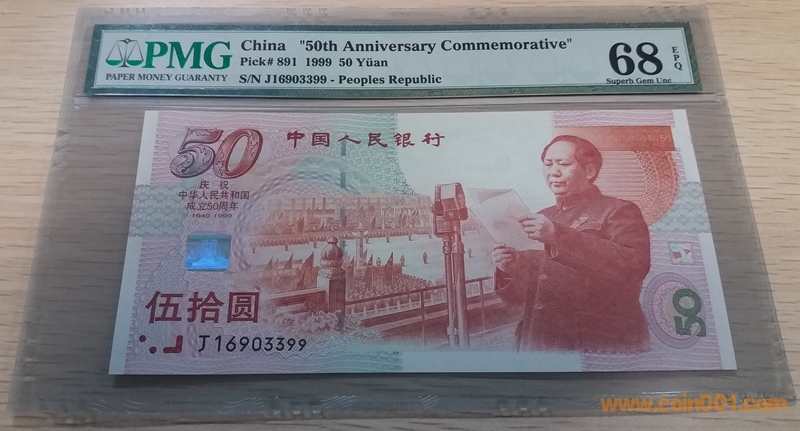 PMG
PAPER MONEY GUARANTY
China "50th Anniversary Commemorative"
Pick# 891 1999 50 Yüan
S/N J16903399 - Peoples Republic
68 EPQ
Superb Gem Unc
50
中国人民银行
庆祝
中华人民共和国
成立50周年
1949-1999
伍拾圆
J16903399
50
www.coin001.com